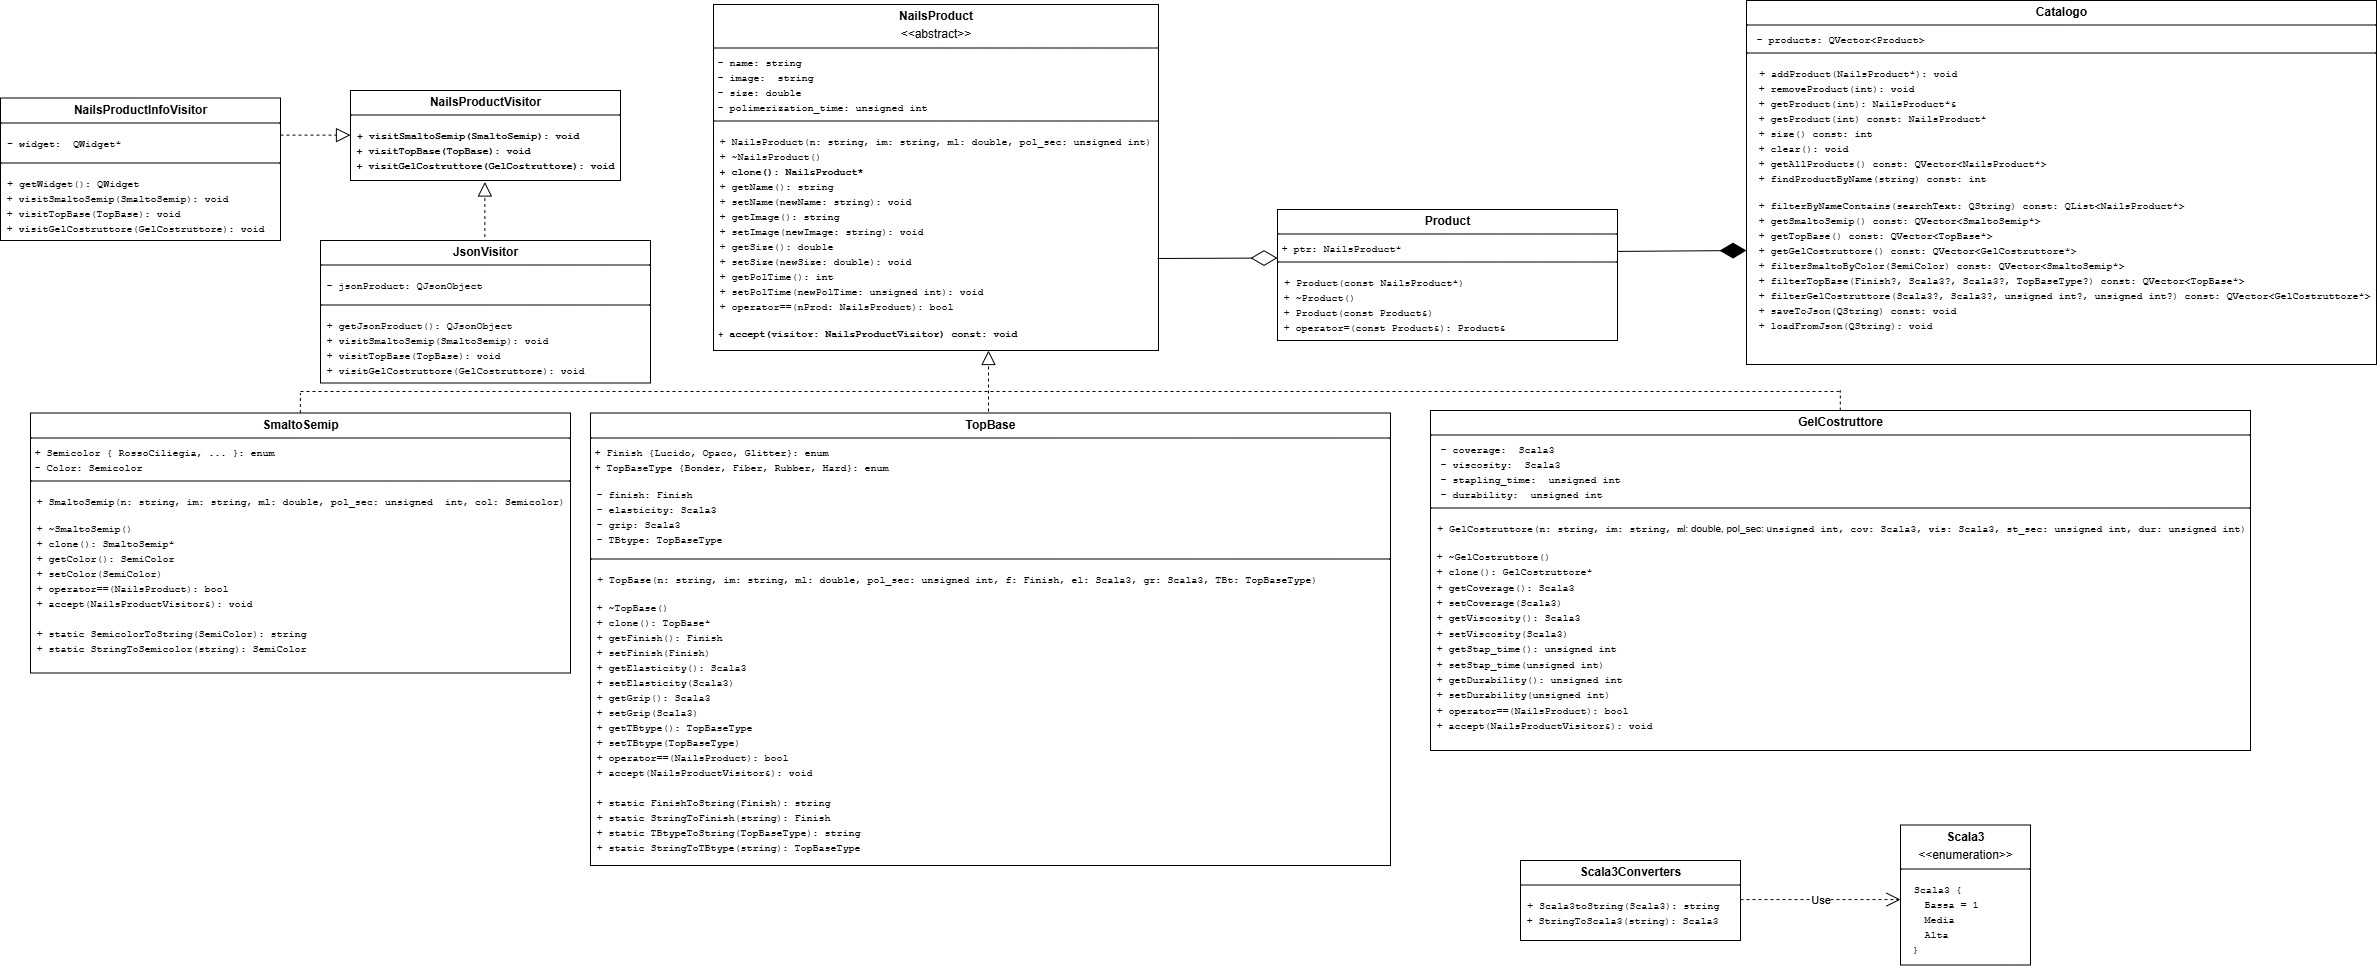 NailsProductInfoVisitor
- widget:  QWidget*
+ getWidget(): QWidget
+ visitSmaltoSemip(SmaltoSemip): void
+ visitTopBase(TopBase): void
+ visitGelCostruttore(GelCostruttore): void
NailsProductVisitor
+ visitSmaltoSemip(SmaltoSemip): void
+ visitTopBase(TopBase): void
+ visitGelCostruttore(GelCostruttore): void
JsonVisitor
- jsonProduct: QJsonObject
+ getJsonProduct(): QJsonObject
+ visitSmaltoSemip(SmaltoSemip): void
+ visitTopBase(TopBase): void
+ visitGelCostruttore(GelCostruttore): void
NailsProduct
<<abstract>>
- name: string
- image:  string
- size: double
- polimerization_time: unsigned int
+ NailsProduct(n: string, im: string, ml: double, pol_sec: unsigned int)
+ ~NailsProduct()
+ clone(): NailsProduct*
+ getName(): string
+ setName(newName: string): void
+ getImage(): string
+ setImage(newImage: string): void
+ getSize(): double
+ setSize(newSize: double): void
+ getPolTime(): int
+ setPolTime(newPolTime: unsigned int): void
+ operator==(nProd: NailsProduct): bool
+ accept(visitor: NailsProductVisitor) const: void
Product
+ ptr: NailsProduct*
+ Product(const NailsProduct*)
+ ~Product()
+ Product(const Product&)
+ operator=(const Product&): Product&
Catalogo
- products: QVector<Product>
+ addProduct(NailsProduct*): void
+ removeProduct(int): void
+ getProduct(int): NailsProduct*&
+ getProduct(int) const: NailsProduct*
+ size() const: int
+ clear(): void
+ getAllProducts() const: QVector<NailsProduct*>
+ findProductByName(string) const: int
+ filterByNameContains(searchText: QString) const: QList<NailsProduct*>
+ getSmaltoSemip() const: QVector<SmaltoSemip*>
+ getTopBase() const: QVector<TopBase*>
+ getGelCostruttore() const: QVector<GelCostruttore*>
+ filterSmaltoByColor(SemiColor) const: QVector<SmaltoSemip*>
+ filterTopBase(Finish?, Scala3?, Scala3?, TopBaseType?) const: QVector<TopBase*>
+ filterGelCostruttore(Scala3?, Scala3?, unsigned int?, unsigned int?) const: QVector<GelCostruttore*>
+ saveToJson(QString) const: void
+ loadFromJson(QString): void
SmaltoSemip
+ Semicolor { RossoCiliegia, ... }: enum
- Color: Semicolor
+ SmaltoSemip(n: string, im: string, ml: double, pol_sec: unsigned  int, col: Semicolor)
+ ~SmaltoSemip()
+ clone(): SmaltoSemip*
+ getColor(): SemiColor
+ setColor(SemiColor)
+ operator==(NailsProduct): bool
+ accept(NailsProductVisitor&): void
+ static SemicolorToString(SemiColor): string
+ static StringToSemicolor(string): SemiColor
TopBase
+ Finish {Lucido, Opaco, Glitter}: enum
+ TopBaseType {Bonder, Fiber, Rubber, Hard}: enum
- finish: Finish
- elasticity: Scala3
- grip: Scala3
- TBtype: TopBaseType
+ TopBase(n: string, im: string, ml: double, pol_sec: unsigned int, f: Finish, el: Scala3, gr: Scala3, TBt: TopBaseType)
+ ~TopBase()
+ clone(): TopBase*
+ getFinish(): Finish
+ setFinish(Finish)
+ getElasticity(): Scala3
+ setElasticity(Scala3)
+ getGrip(): Scala3
+ setGrip(Scala3)
+ getTBtype(): TopBaseType
+ setTBtype(TopBaseType)
+ operator==(NailsProduct): bool
+ accept(NailsProductVisitor&): void
+ static FinishToString(Finish): string
+ static StringToFinish(string): Finish
+ static TBtypeToString(TopBaseType): string
+ static StringToTBtype(string): TopBaseType
GelCostruttore
- coverage:  Scala3
- viscosity:  Scala3
- stapling_time:  unsigned int
- durability:  unsigned int
+ GelCostruttore(n: string, im: string, ml: double, pol_sec: unsigned int, cov: Scala3, vis: Scala3, st_sec: unsigned int, dur: unsigned int)
+ ~GelCostruttore()
+ clone(): GelCostruttore*
+ getCoverage(): Scala3
+ setCoverage(Scala3)
+ getViscosity(): Scala3
+ setViscosity(Scala3)
+ getStap_time(): unsigned int
+ setStap_time(unsigned int)
+ getDurability(): unsigned int
+ setDurability(unsigned int)
+ operator==(NailsProduct): bool
+ accept(NailsProductVisitor&): void
Scala3Converters
+ Scala3toString(Scala3): string
+ StringToScala3(string): Scala3
Use
Scala3
<<enumeration>>
Scala3 {
Bassa = 1
Media
Alta
}